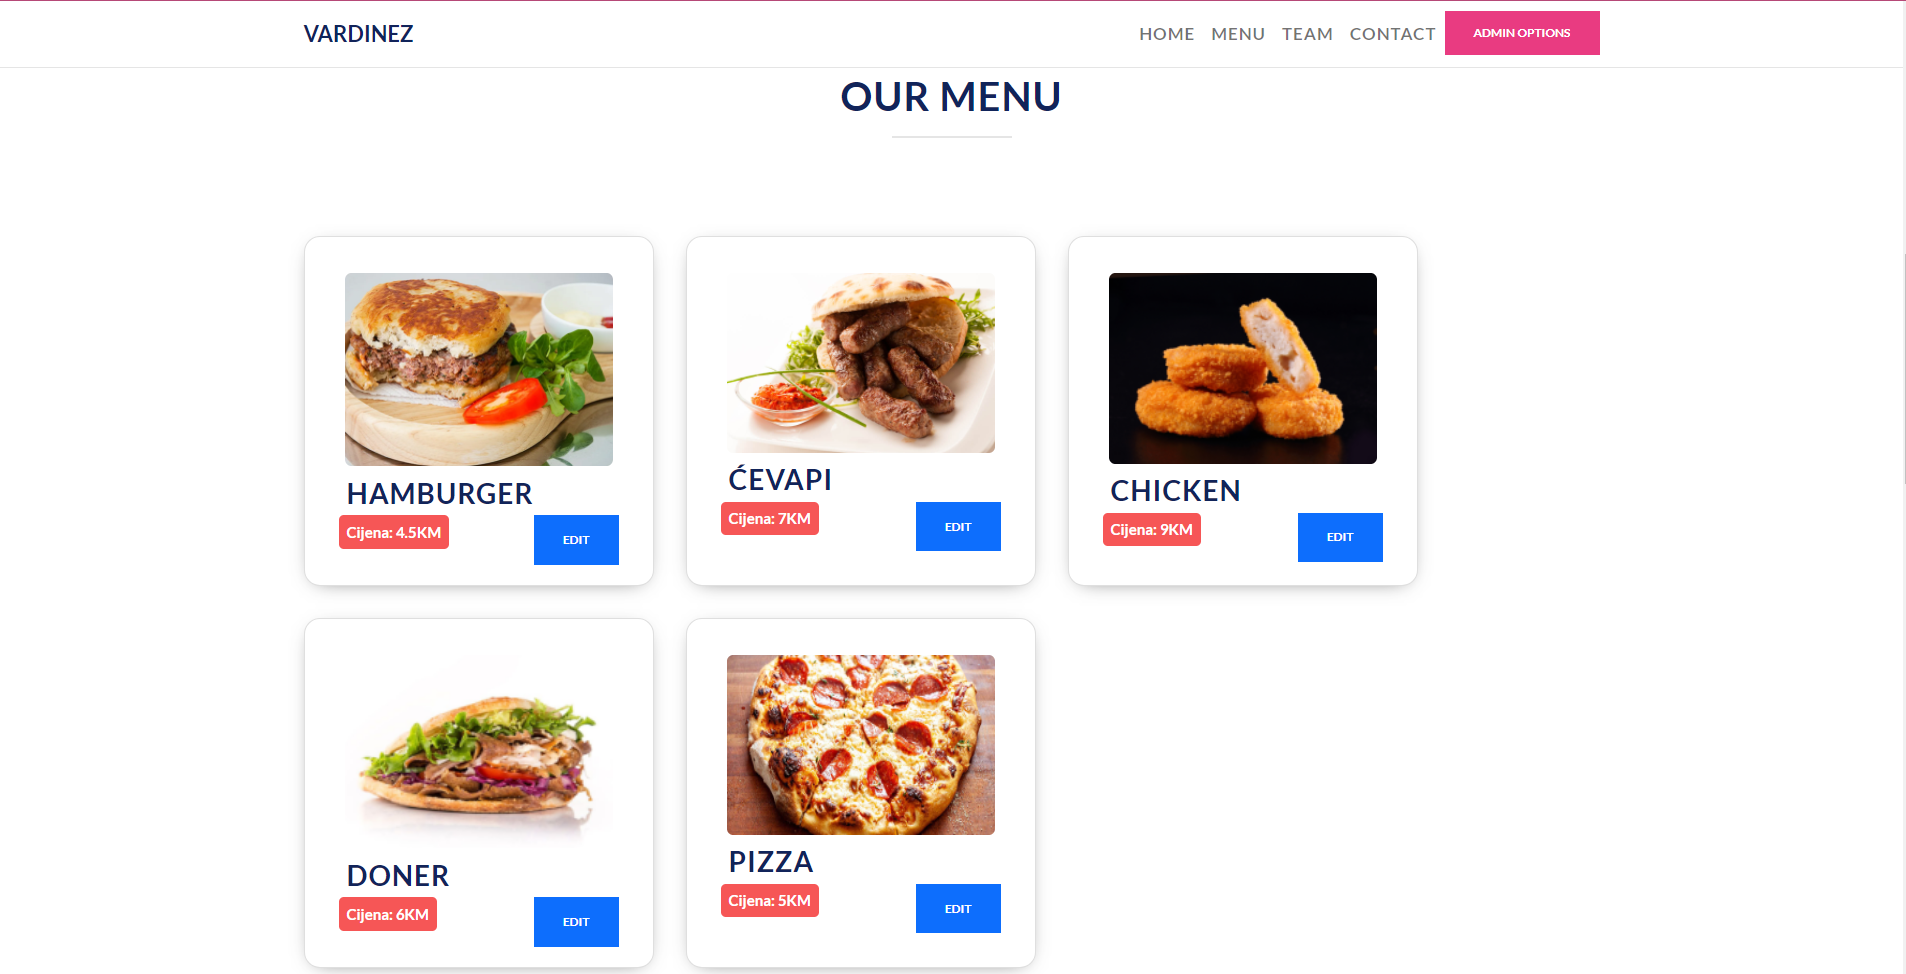 VARDINEZ
HOME MENU TEAM CONTACT ADMIN OPTIONS
OUR MENU
HAMBURGER
Cijena: 4.5KM
EDIT
ĆEVAPI
Cijena: 7KM
EDIT
CHICKEN
Cijena: 9KM
EDIT
DONER
Cijena: 6KM
EDIT
PIZZA
Cijena: 5KM
EDIT